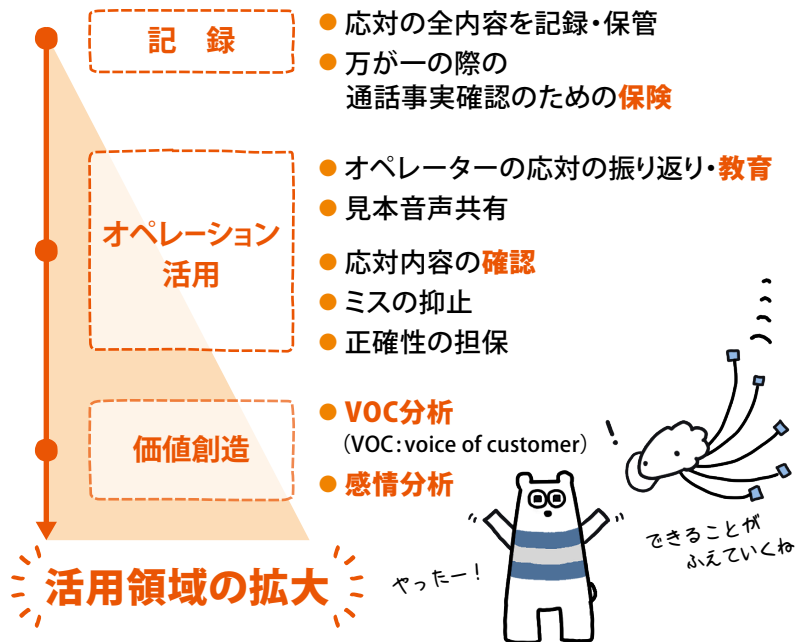 記 録
● 応対の全内容を記録・保管
● 万が一の際の
通話事実確認のための保険
オペレーション
活用
● オペレーターの応対の振り返り・教育
● 見本音声共有
● 応対内容の確認
● ミスの抑止
● 正確性の担保
価値創造
● VOC分析
(VOC:voice of customer)
● 感情分析
活用領域の拡大
やったー!
!
できることが
ふえていくね